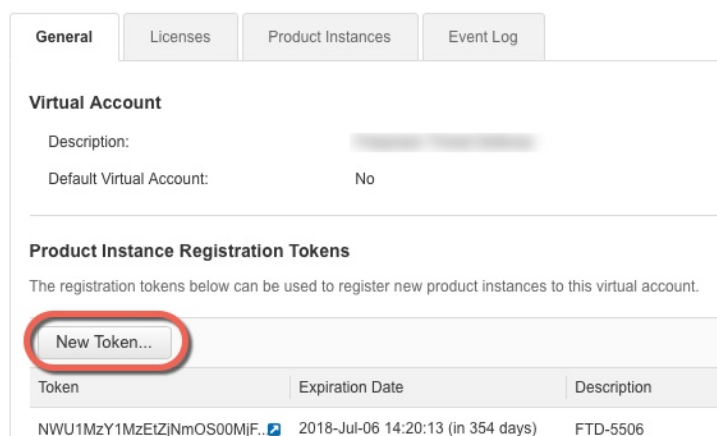 General Licenses Product Instances Event Log
Virtual Account
Description:
Default Virtual Account: No
Product Instance Registration Tokens
The registration tokens below can be used to register new product instances to this virtual account.
New Token...
Token Expiration Date Description
NWU1MzY1MzEtZjNmOS00MjF.. 2018-Jul-06 14:20:13 (in 354 days) FTD-5506